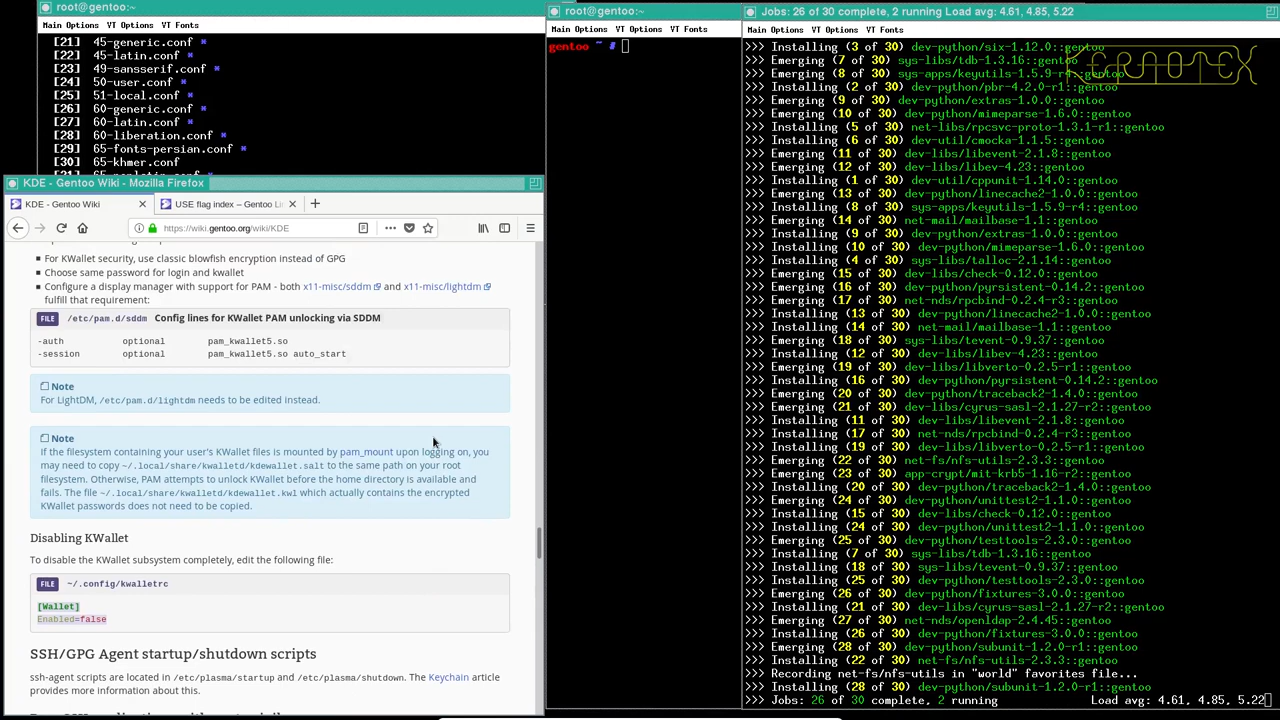 root@gentoo:~
Main Options VT Options VT Fonts
[21] 45-generic.conf *
[22] 45-latin.conf *
[23] 49-sansserif.conf *
[24] 50-user.conf *
[25] 51-local.conf *
[26] 60-generic.conf *
[27] 60-latin.conf *
[28] 60-liberation.conf *
[29] 65-fonts-persian.conf *
[30] 65-khmer.conf
KDE - Gentoo Wiki - Mozilla Firefox
KDE - Gentoo Wiki
USE flag index – Gentoo Li
https://wiki.gentoo.org/wiki/KDE
For KWallet security, use classic blowfish encryption instead of GPG
Choose same password for login and kwallet
Configure a display manager with support for PAM - both x11-misc/sddm and x11-misc/lightdm
fulfill that requirement:
FILE /etc/pam.d/sddm Config lines for KWallet PAM unlocking via SDDM
-auth optional pam_kwallet5.so
-session optional pam_kwallet5.so auto_start
Note
For LightDM, /etc/pam.d/lightdm needs to be edited instead.
Note
If the filesystem containing your user's KWallet files is mounted by pam_mount upon logging on, you
may need to copy ~/.local/share/kwalletd/kdewallet.salt to the same path on your root
filesystem. Otherwise, PAM attempts to unlock KWallet before the home directory is available and
fails. The file ~/.local/share/kwalletd/kdewallet.kwl which actually contains the encrypted
KWallet passwords does not need to be copied.
Disabling KWallet
To disable the KWallet subsystem completely, edit the following file:
FILE ~/.config/kwalletrc
[Wallet]
Enabled=false
SSH/GPG Agent startup/shutdown scripts
ssh-agent scripts are located in /etc/plasma/startup and /etc/plasma/shutdown. The Keychain article
provides more information about this.
root@gentoo:~
Main Options VT Options VT Fonts
gentoo ~ #
Jobs: 26 of 30 complete, 2 running Load avg: 4.61, 4.85, 5.22
Main Options VT Options VT Fonts
>>> Installing (3 of 30) dev-python/six-1.12.0::gentoo
>>> Emerging (7 of 30) sys-libs/tdb-1.3.16::gentoo
>>> Emerging (8 of 30) sys-apps/keyutils-1.5.9-r4::gentoo
>>> Installing (2 of 30) dev-python/pbr-4.2.0-r1::gentoo
>>> Emerging (9 of 30) dev-python/extras-1.0.0::gentoo
>>> Emerging (10 of 30) dev-python/mimeparse-1.6.0::gentoo
>>> Installing (5 of 30) net-libs/rpcsvc-proto-1.3.1-r1::gentoo
>>> Installing (6 of 30) dev-util/cmocka-1.1.5::gentoo
>>> Emerging (11 of 30) dev-libs/libevent-2.1.8::gentoo
>>> Emerging (12 of 30) dev-libs/libev-4.23::gentoo
>>> Installing (1 of 30) dev-util/cppunit-1.14.0::gentoo
>>> Emerging (13 of 30) dev-python/linecache2-1.0.0::gentoo
>>> Installing (8 of 30) sys-apps/keyutils-1.5.9-r4::gentoo
>>> Emerging (14 of 30) net-mail/mailbase-1.1::gentoo
>>> Installing (9 of 30) dev-python/extras-1.0.0::gentoo
>>> Installing (10 of 30) dev-python/mimeparse-1.6.0::gentoo
>>> Installing (4 of 30) sys-libs/talloc-2.1.14::gentoo
>>> Emerging (15 of 30) dev-libs/check-0.12.0::gentoo
>>> Emerging (16 of 30) dev-python/pyrsistent-0.14.2::gentoo
>>> Emerging (17 of 30) net-nds/rpcbind-0.2.4-r3::gentoo
>>> Installing (13 of 30) dev-python/linecache2-1.0.0::gentoo
>>> Installing (14 of 30) net-mail/mailbase-1.1::gentoo
>>> Emerging (18 of 30) sys-libs/tevent-0.9.37::gentoo
>>> Installing (12 of 30) dev-libs/libev-4.23::gentoo
>>> Emerging (19 of 30) dev-libs/libverto-0.2.5-r1::gentoo
>>> Installing (16 of 30) dev-python/pyrsistent-0.14.2::gentoo
>>> Emerging (20 of 30) dev-python/traceback2-1.4.0::gentoo
>>> Emerging (21 of 30) dev-libs/cyrus-sasl-2.1.27-r2::gentoo
>>> Installing (11 of 30) dev-libs/libevent-2.1.8::gentoo
>>> Installing (17 of 30) net-nds/rpcbind-0.2.4-r3::gentoo
>>> Installing (19 of 30) dev-libs/libverto-0.2.5-r1::gentoo
>>> Emerging (22 of 30) net-fs/nfs-utils-2.3.3::gentoo
>>> Emerging (23 of 30) app-crypt/mit-krb5-1.16-r2::gentoo
>>> Installing (20 of 30) dev-python/traceback2-1.4.0::gentoo
>>> Emerging (24 of 30) dev-python/unittest2-1.1.0::gentoo
>>> Installing (15 of 30) dev-libs/check-0.12.0::gentoo
>>> Installing (24 of 30) dev-python/unittest2-1.1.0::gentoo
>>> Emerging (25 of 30) dev-python/testtools-2.3.0::gentoo
>>> Installing (7 of 30) sys-libs/tdb-1.3.16::gentoo
>>> Installing (18 of 30) sys-libs/tevent-0.9.37::gentoo
>>> Installing (25 of 30) dev-python/testtools-2.3.0::gentoo
>>> Emerging (26 of 30) dev-python/fixtures-3.0.0::gentoo
>>> Installing (21 of 30) dev-libs/cyrus-sasl-2.1.27-r2::gentoo
>>> Emerging (27 of 30) net-nds/openldap-2.4.45::gentoo
>>> Installing (26 of 30) dev-python/fixtures-3.0.0::gentoo
>>> Emerging (28 of 30) dev-python/subunit-1.2.0-r1::gentoo
>>> Installing (22 of 30) net-fs/nfs-utils-2.3.3::gentoo
>>> Recording net-fs/nfs-utils in "world" favorites file...
>>> Installing (28 of 30) dev-python/subunit-1.2.0-r1::gentoo
>>> Jobs: 26 of 30 complete, 2 running Load avg: 4.61, 4.85, 5.22